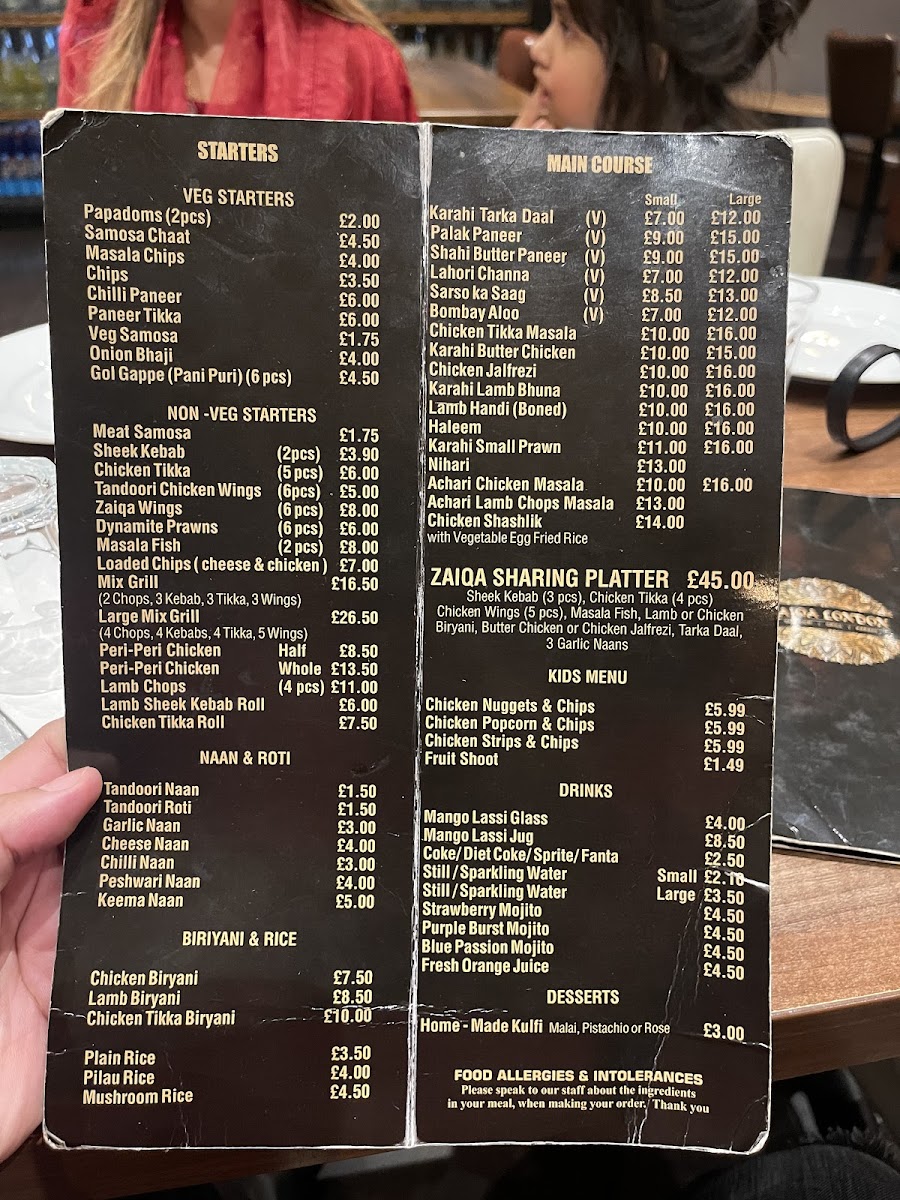 STARTERS
VEG STARTERS
Papadoms (2pcs) £2.00
Samosa Chaat £4.50
Masala Chips £4.00
Chips £3.50
Chilli Paneer £6.00
Paneer Tikka £6.00
Veg Samosa £1.75
Onion Bhaji £4.00
Gol Gappe (Pani Puri) (6 pcs) £4.50
NON -VEG STARTERS
Meat Samosa £1.75
Sheek Kebab (2pcs) £3.90
Chicken Tikka (5 pcs) £6.00
Tandoori Chicken Wings (6pcs) £5.00
Zaiqa Wings (6 pcs) £8.00
Dynamite Prawns (6 pcs) £6.00
Masala Fish (2 pcs) £8.00
Loaded Chips ( cheese & chicken ) £7.00
Mix Grill £16.50
(2 Chops, 3 Kebab, 3 Tikka, 3 Wings)
Large Mix Grill £26.50
(4 Chops, 4 Kebabs, 4 Tikka, 5 Wings)
Peri-Peri Chicken Half £8.50
Peri-Peri Chicken Whole £13.50
Lamb Chops (4 pcs) £11.00
Lamb Sheek Kebab Roll £6.00
Chicken Tikka Roll £7.50
NAAN & ROTI
Tandoori Naan £1.50
Tandoori Roti £1.50
Garlic Naan £3.00
Cheese Naan £4.00
Chilli Naan £3.00
Peshwari Naan £4.00
Keema Naan £5.00
BIRIYANI & RICE
Chicken Biryani £7.50
Lamb Biryani £8.50
Chicken Tikka Biryani £10.00
Plain Rice £3.50
Pilau Rice £4.00
Mushroom Rice £4.50
MAIN COURSE
Small Large
Karahi Tarka Daal (V) £7.00 £12.00
Palak Paneer (V) £9.00 £15.00
Shahi Butter Paneer (V) £9.00 £15.00
Lahori Channa (V) £7.00 £12.00
Sarso ka Saag (V) £8.50 £13.00
Bombay Aloo (V) £7.00 £12.00
Chicken Tikka Masala £10.00 £16.00
Karahi Butter Chicken £10.00 £15.00
Chicken Jalfrezi £10.00 £16.00
Karahi Lamb Bhuna £10.00 £16.00
Lamb Handi (Boned) £10.00 £16.00
Haleem £10.00 £16.00
Karahi Small Prawn £11.00 £16.00
Nihari £13.00
Achari Chicken Masala £10.00 £16.00
Achari Lamb Chops Masala £13.00
Chicken Shashlik £14.00
with Vegetable Egg Fried Rice
ZAIQA SHARING PLATTER £45.00
Sheek Kebab (3 pcs), Chicken Tikka (4 pcs)
Chicken Wings (5 pcs), Masala Fish, Lamb or Chicken
Biryani, Butter Chicken or Chicken Jalfrezi, Tarka Daal,
3 Garlic Naans
KIDS MENU
Chicken Nuggets & Chips £5.99
Chicken Popcorn & Chips £5.99
Chicken Strips & Chips £5.99
Fruit Shoot £1.49
DRINKS
Mango Lassi Glass £4.00
Mango Lassi Jug £8.50
Coke/ Diet Coke/ Sprite/ Fanta £2.50
Still / Sparkling Water Small £2.10
Still / Sparkling Water Large £3.50
Strawberry Mojito £4.50
Purple Burst Mojito £4.50
Blue Passion Mojito £4.50
Fresh Orange Juice £4.50
DESSERTS
Home - Made Kulfi Malai, Pistachio or Rose £3.00
FOOD ALLERGIES & INTOLERANCES
Please speak to our staff about the ingredients
in your meal, when making your order. Thank you
LONDON